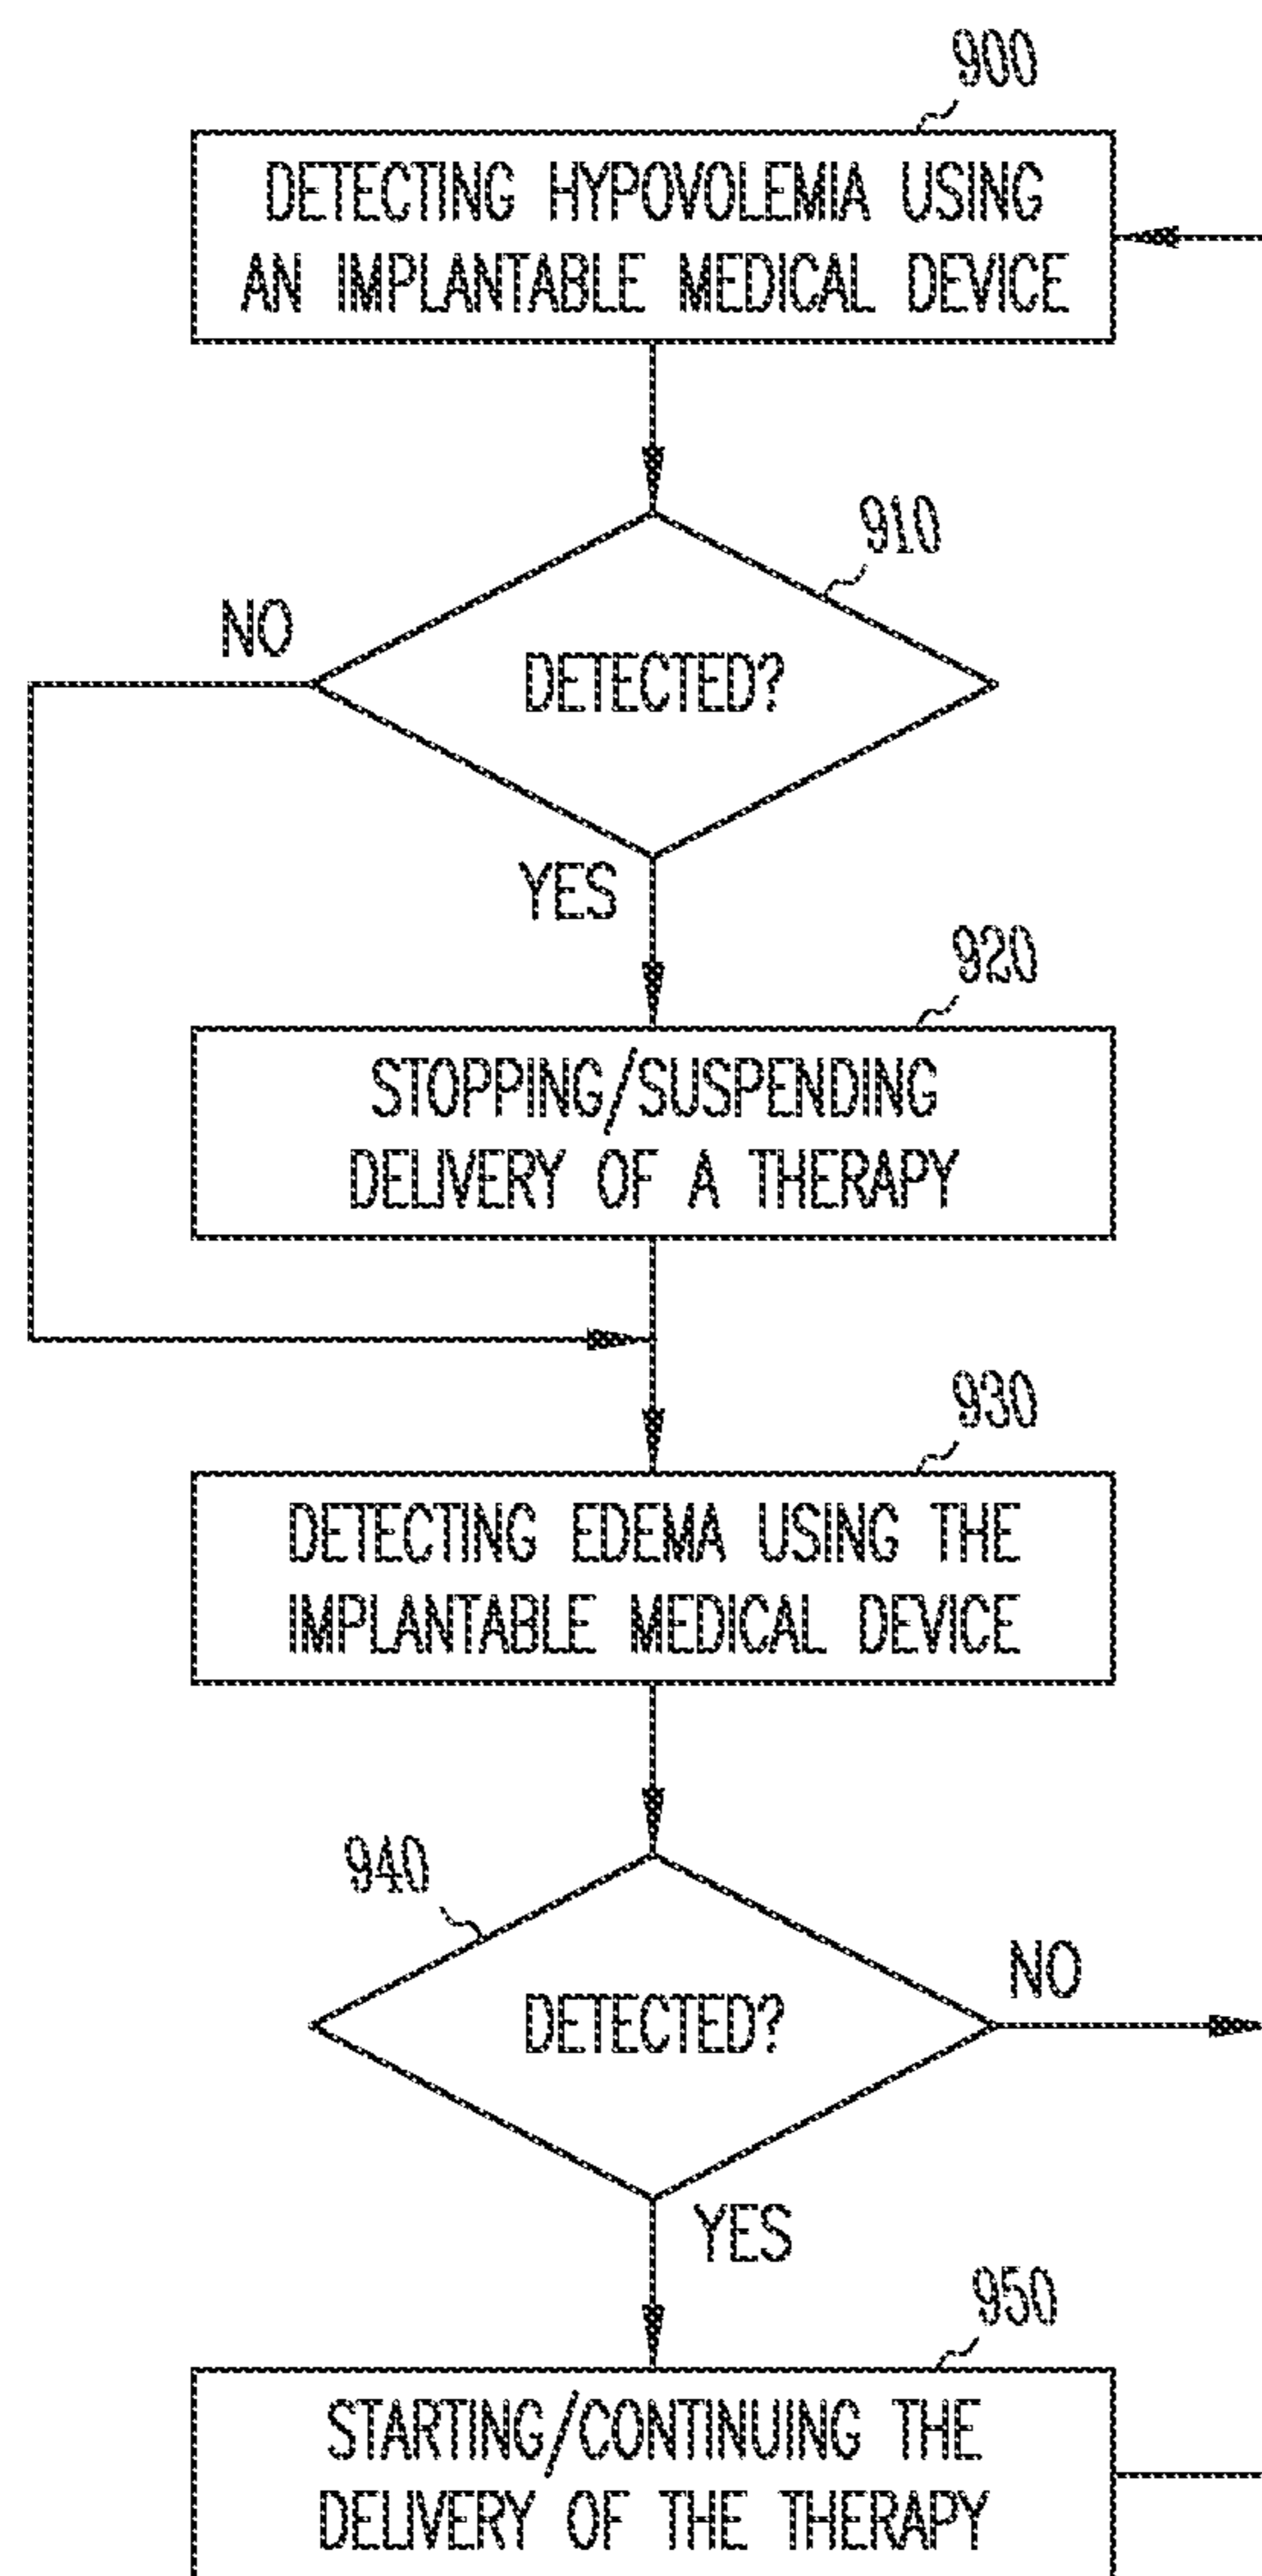 900
DETECTING HYPOVOLEMIA USING
AN IMPLANTABLE MEDICAL DEVICE
910
NO
DETECTED?
YES
920
STOPPING/SUSPENDING
DELIVERY OF A THERAPY
930
DETECTING EDEMA USING THE
IMPLANTABLE MEDICAL DEVICE
940
NO
DETECTED?
YES
950
STARTING/CONTINUING THE
DELIVERY OF THE THERAPY